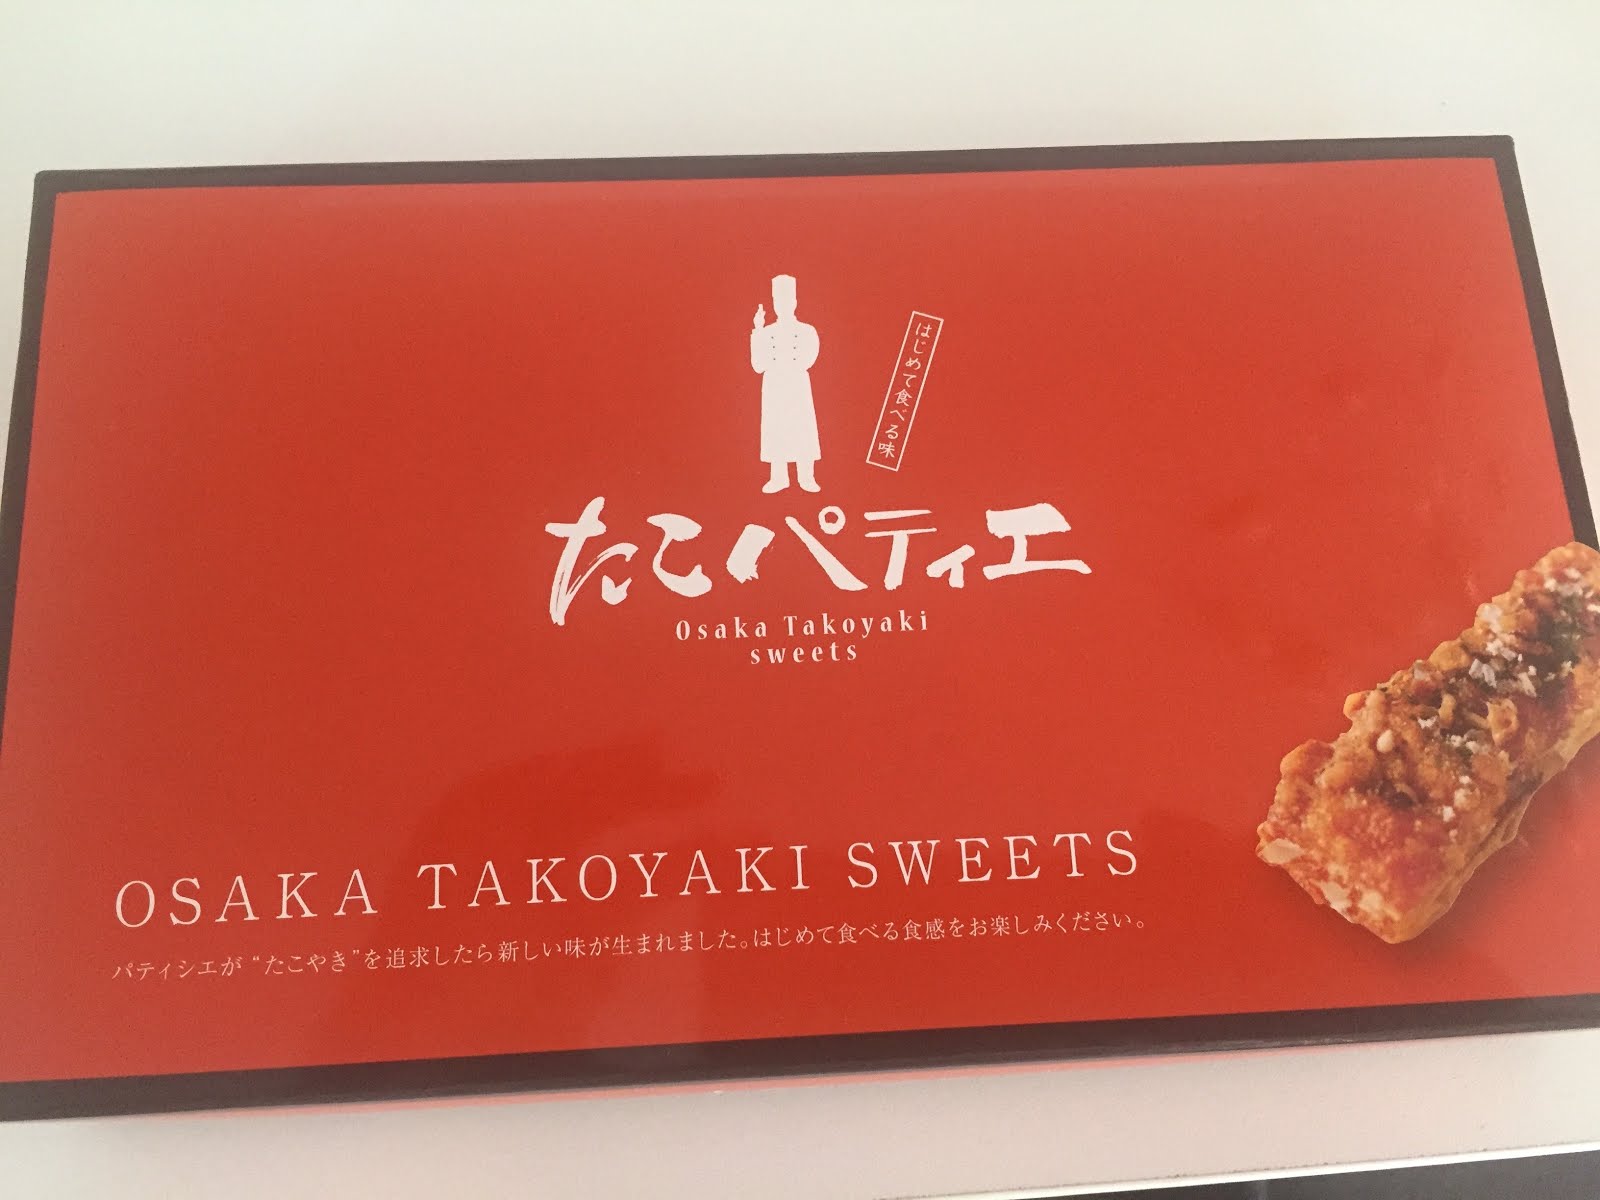 はじめて食べる味
たこパティエ
Osaka Takoyaki
sweets
OSAKA TAKOYAKI SWEETS
パティシエが“たこやき”を追求したら新しい味が生まれました。はじめて食べる食感をお楽しみください。